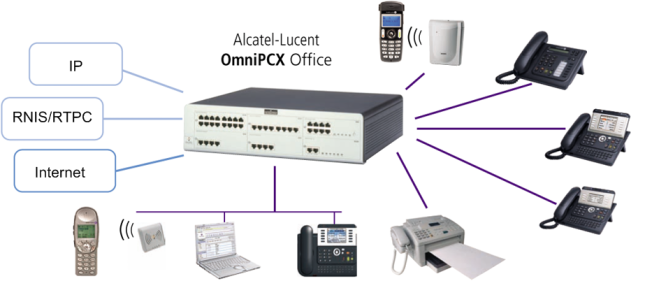 Alcatel-Lucent
OmniPCX Office
IP
RNIS/RTPC
Internet